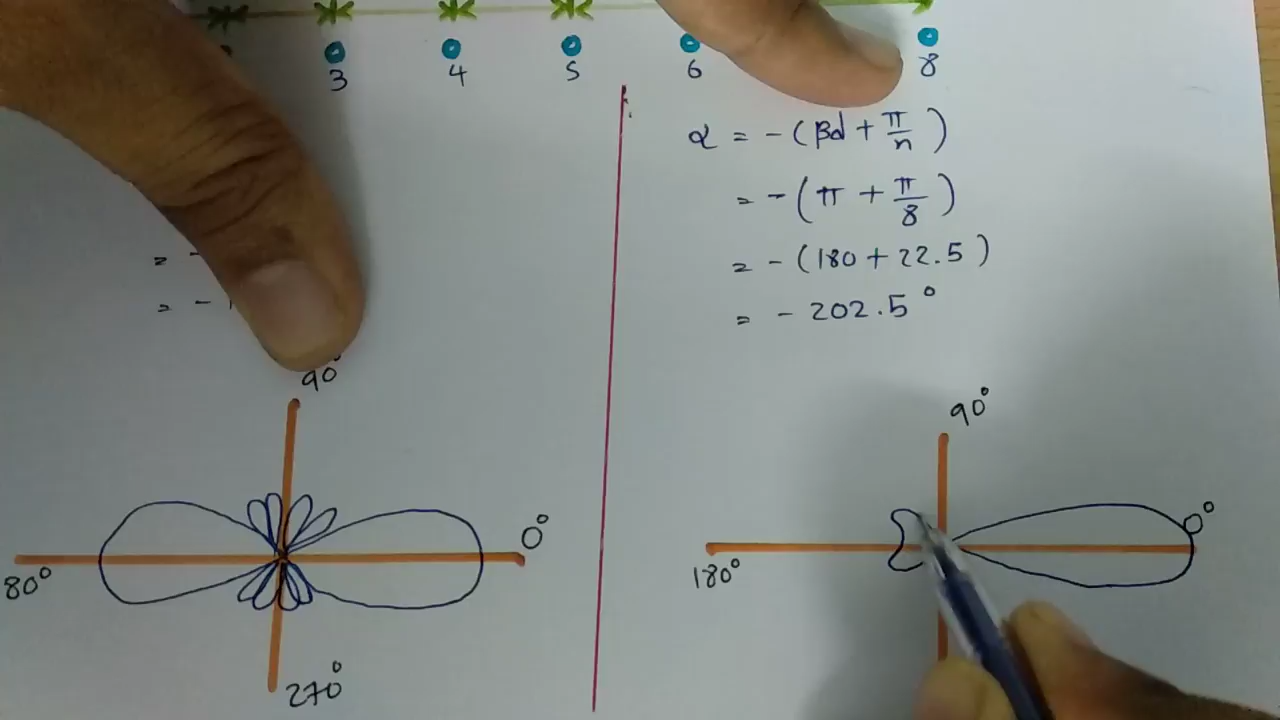 3 4 5 6 8
α = - (βd + π/n)
= - (π + π/8)
= - (180 + 22.5)
= - 202.5°
= -
= -
90°
90°
0°
0°
80°
180°
270°